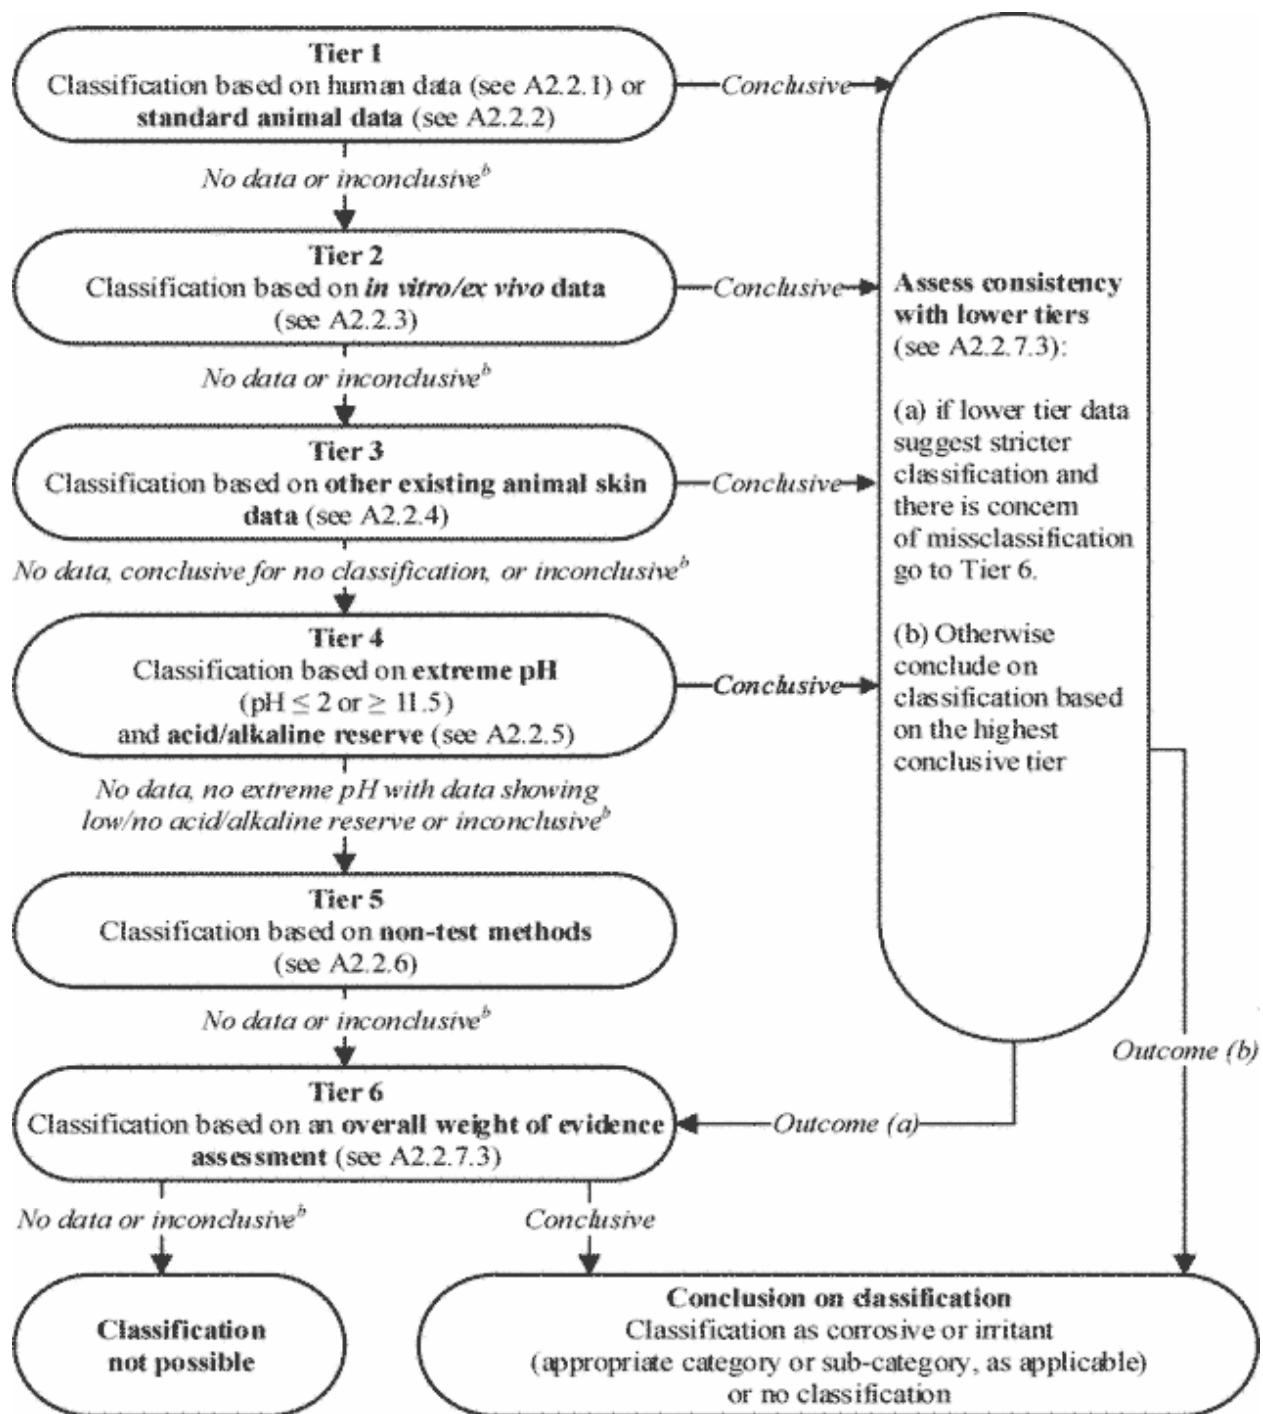 Tier 1
Classification based on human data (see A2.2.1) or
standard animal data (see A2.2.2)
Conclusive
No data or inconclusive^b
Tier 2
Classification based on in vitro/ex vivo data
(see A2.2.3)
Conclusive
No data or inconclusive^b
Tier 3
Classification based on other existing animal skin
data (see A2.2.4)
Conclusive
No data, conclusive for no classification, or inconclusive^b
Tier 4
Classification based on extreme pH
(pH ≤ 2 or ≥ 11.5)
and acid/alkaline reserve (see A2.2.5)
Conclusive
No data, no extreme pH with data showing
low/no acid/alkaline reserve or inconclusive^b
Tier 5
Classification based on non-test methods
(see A2.2.6)
No data or inconclusive^b
Tier 6
Classification based on an overall weight of evidence
assessment (see A2.2.7.3)
Assess consistency
with lower tiers
(see A2.2.7.3):
(a) if lower tier data
suggest stricter
classification and
there is concern
of missclassification
go to Tier 6.
(b) Otherwise
conclude on
classification based
on the highest
conclusive tier
Outcome (a)
Outcome (b)
No data or inconclusive^b
Conclusive
Classification
not possible
Conclusion on classification
Classification as corrosive or irritant
(appropriate category or sub-category, as applicable)
or no classification